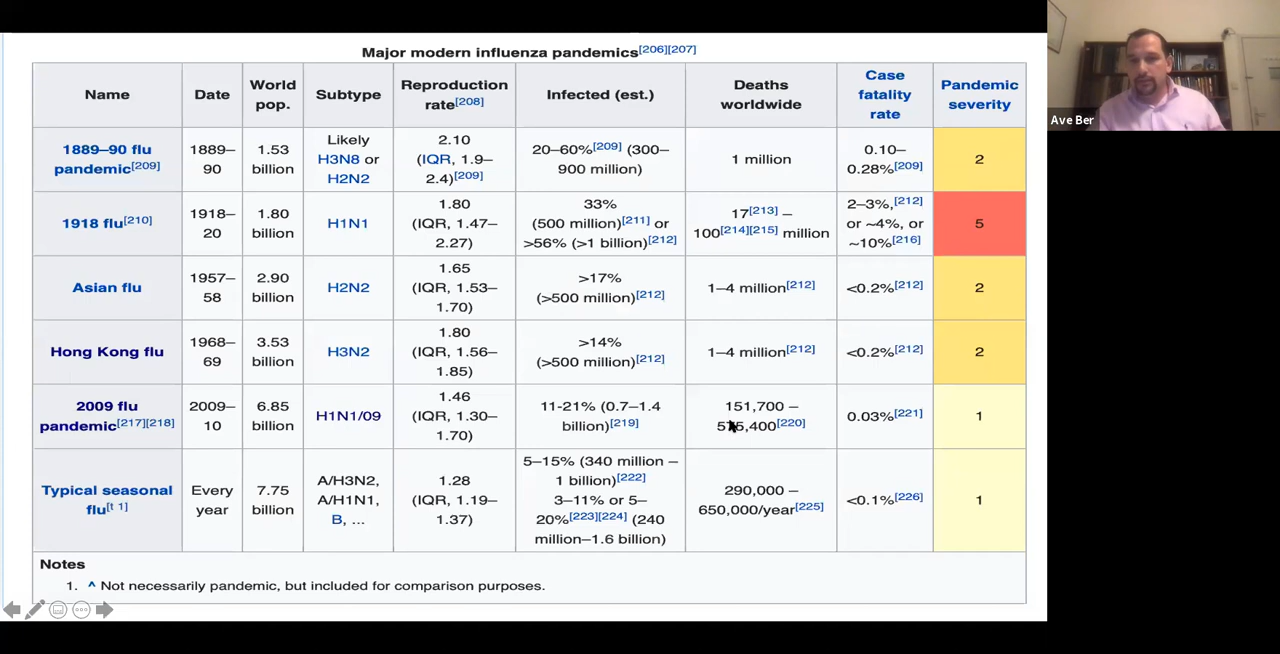 Major modern influenza pandemics[206][207]
Name
Date
World pop.
Subtype
Reproduction rate[208]
Infected (est.)
Deaths worldwide
Case fatality rate
Pandemic severity
1889–90 flu pandemic[209]
1889–90
1.53 billion
Likely H3N8 or H2N2
2.10 (IQR, 1.9–2.4)[209]
20–60%[209] (300–900 million)
1 million
0.10–0.28%[209]
2
1918 flu[210]
1918–20
1.80 billion
H1N1
1.80 (IQR, 1.47–2.27)
33% (500 million)[211] or >56% (>1 billion)[212]
17[213] – 100[214][215] million
2–3%,[212] or ~4%, or ~10%[216]
5
Asian flu
1957–58
2.90 billion
H2N2
1.65 (IQR, 1.53–1.70)
>17% (>500 million)[212]
1–4 million[212]
<0.2%[212]
2
Hong Kong flu
1968–69
3.53 billion
H3N2
1.80 (IQR, 1.56–1.85)
>14% (>500 million)[212]
1–4 million[212]
<0.2%[212]
2
2009 flu pandemic[217][218]
2009–10
6.85 billion
H1N1/09
1.46 (IQR, 1.30–1.70)
11-21% (0.7–1.4 billion)[219]
151,700 –
[220]
0.03%[221]
1
Typical seasonal flu[t 1]
Every year
7.75 billion
A/H3N2, A/H1N1, B, ...
1.28 (IQR, 1.19–1.37)
5–15% (340 million – 1 billion)[222]
3–11% or 5–20%[223][224] (240 million–1.6 billion)
290,000 – 650,000/year[225]
<0.1%[226]
1
Notes
1. ^ Not necessarily pandemic, but included for comparison purposes.
Ave Ber